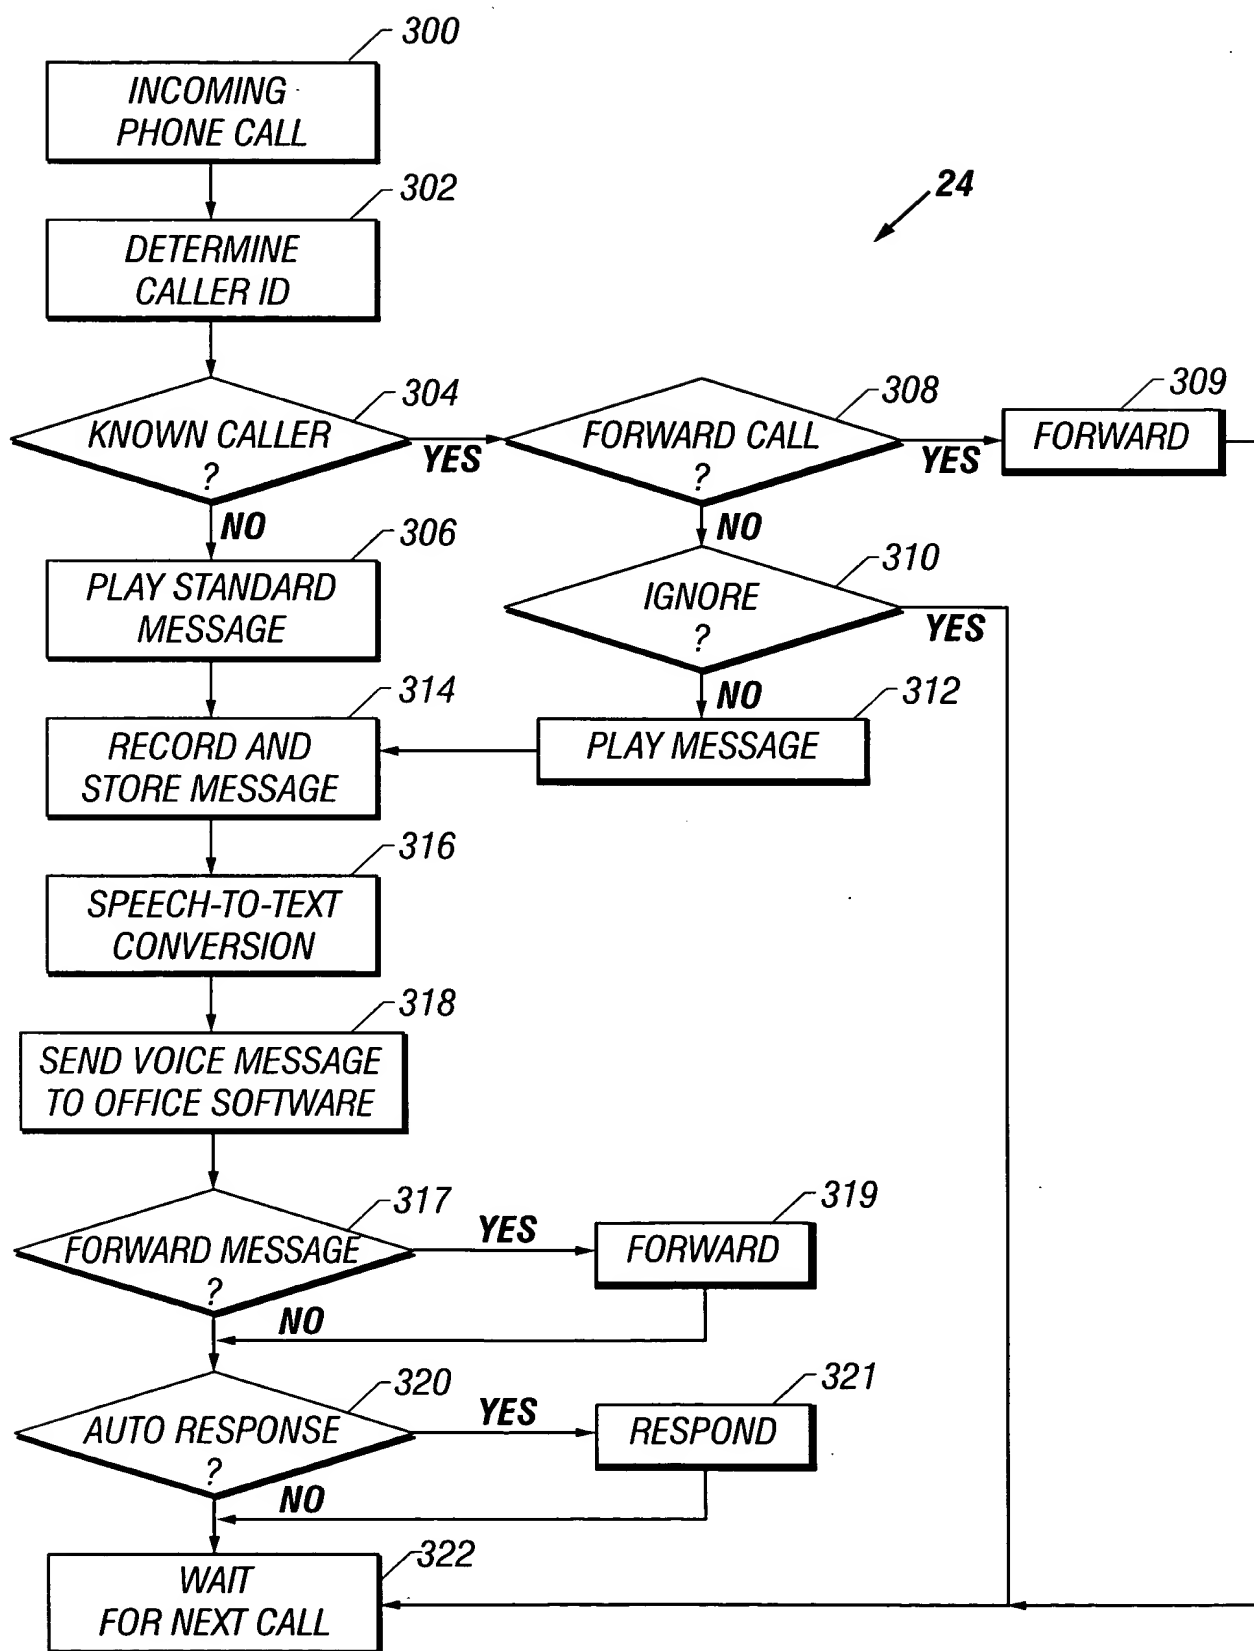 300
INCOMING
PHONE CALL
24
302
DETERMINE
CALLER ID
304
KNOWN CALLER
?
YES
308
FORWARD CALL
?
YES
309
FORWARD
NO
NO
306
PLAY STANDARD
MESSAGE
310
IGNORE
?
YES
NO
314
RECORD AND
STORE MESSAGE
312
PLAY MESSAGE
316
SPEECH-TO-TEXT
CONVERSION
318
SEND VOICE MESSAGE
TO OFFICE SOFTWARE
317
FORWARD MESSAGE
?
YES
319
FORWARD
NO
320
AUTO RESPONSE
?
YES
321
RESPOND
NO
322
WAIT
FOR NEXT CALL